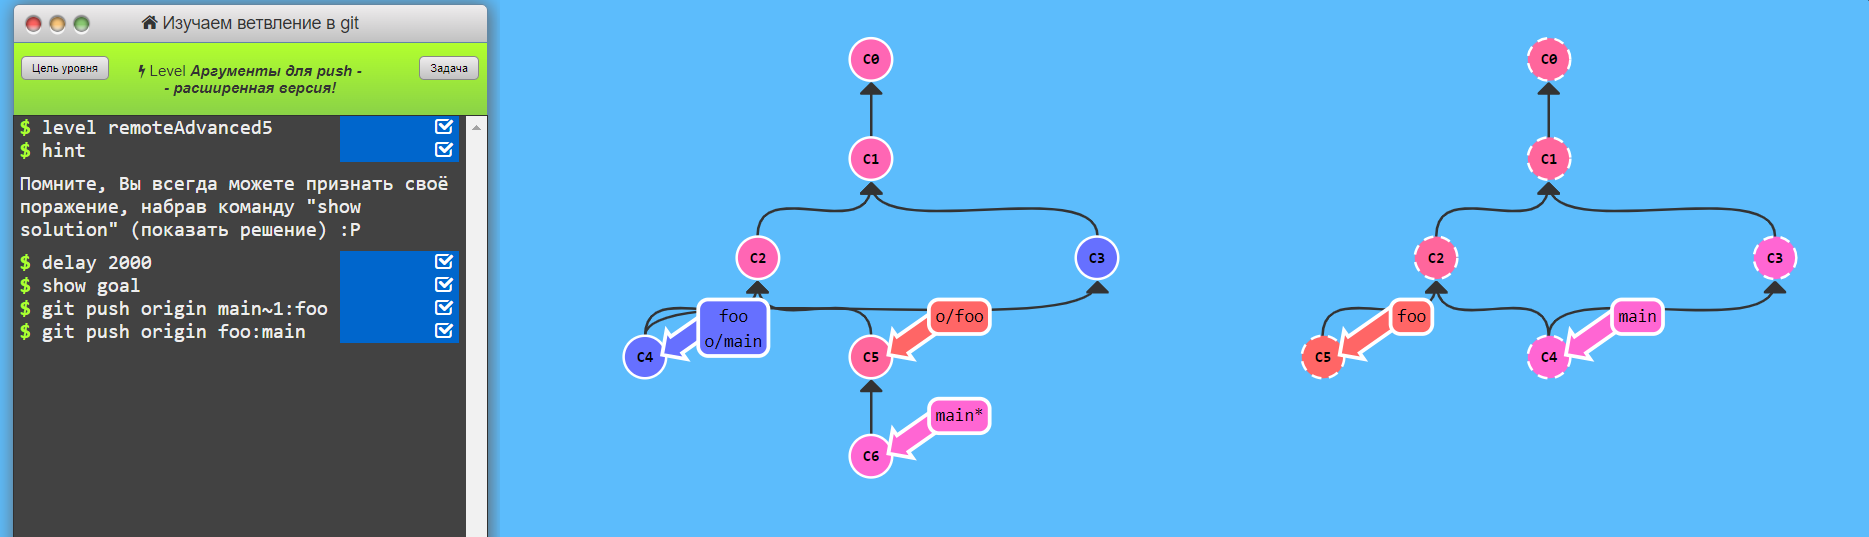 Изучаем ветвление в git
Цель уровня
Level Аргументы для push -
- расширенная версия!
Задача
$ level remoteAdvanced5
$ hint
Помните, Вы всегда можете признать своё
поражение, набрав команду "show
solution" (показать решение) :P
$ delay 2000
$ show goal
$ git push origin main~1:foo
$ git push origin foo:main
C0
C1
C2
C3
foo
o/main
o/foo
C4
C5
main*
C6
C0
C1
C2
C3
foo
main
C5
C4